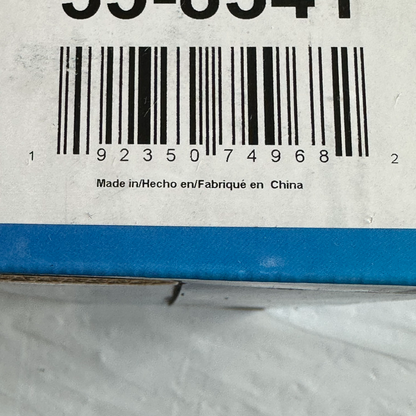 1 92350 74968 2
Made in/Hecho en/Fabriqué en China